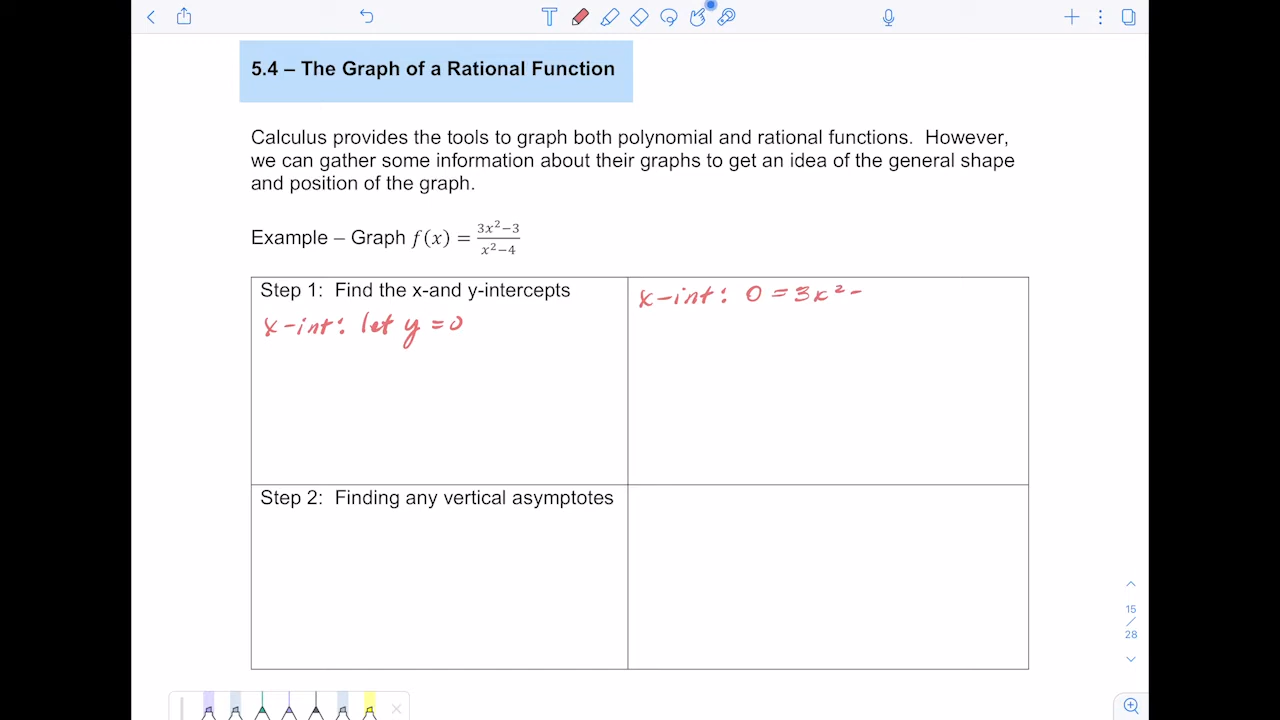 5.4 – The Graph of a Rational Function
Calculus provides the tools to graph both polynomial and rational functions. However,
we can gather some information about their graphs to get an idea of the general shape
and position of the graph.
Example – Graph f(x) = (3x²−3)/(x²−4)
Step 1: Find the x-and y-intercepts
x-int: let y = 0
x-int: 0 = 3x² -
Step 2: Finding any vertical asymptotes
15
/
28